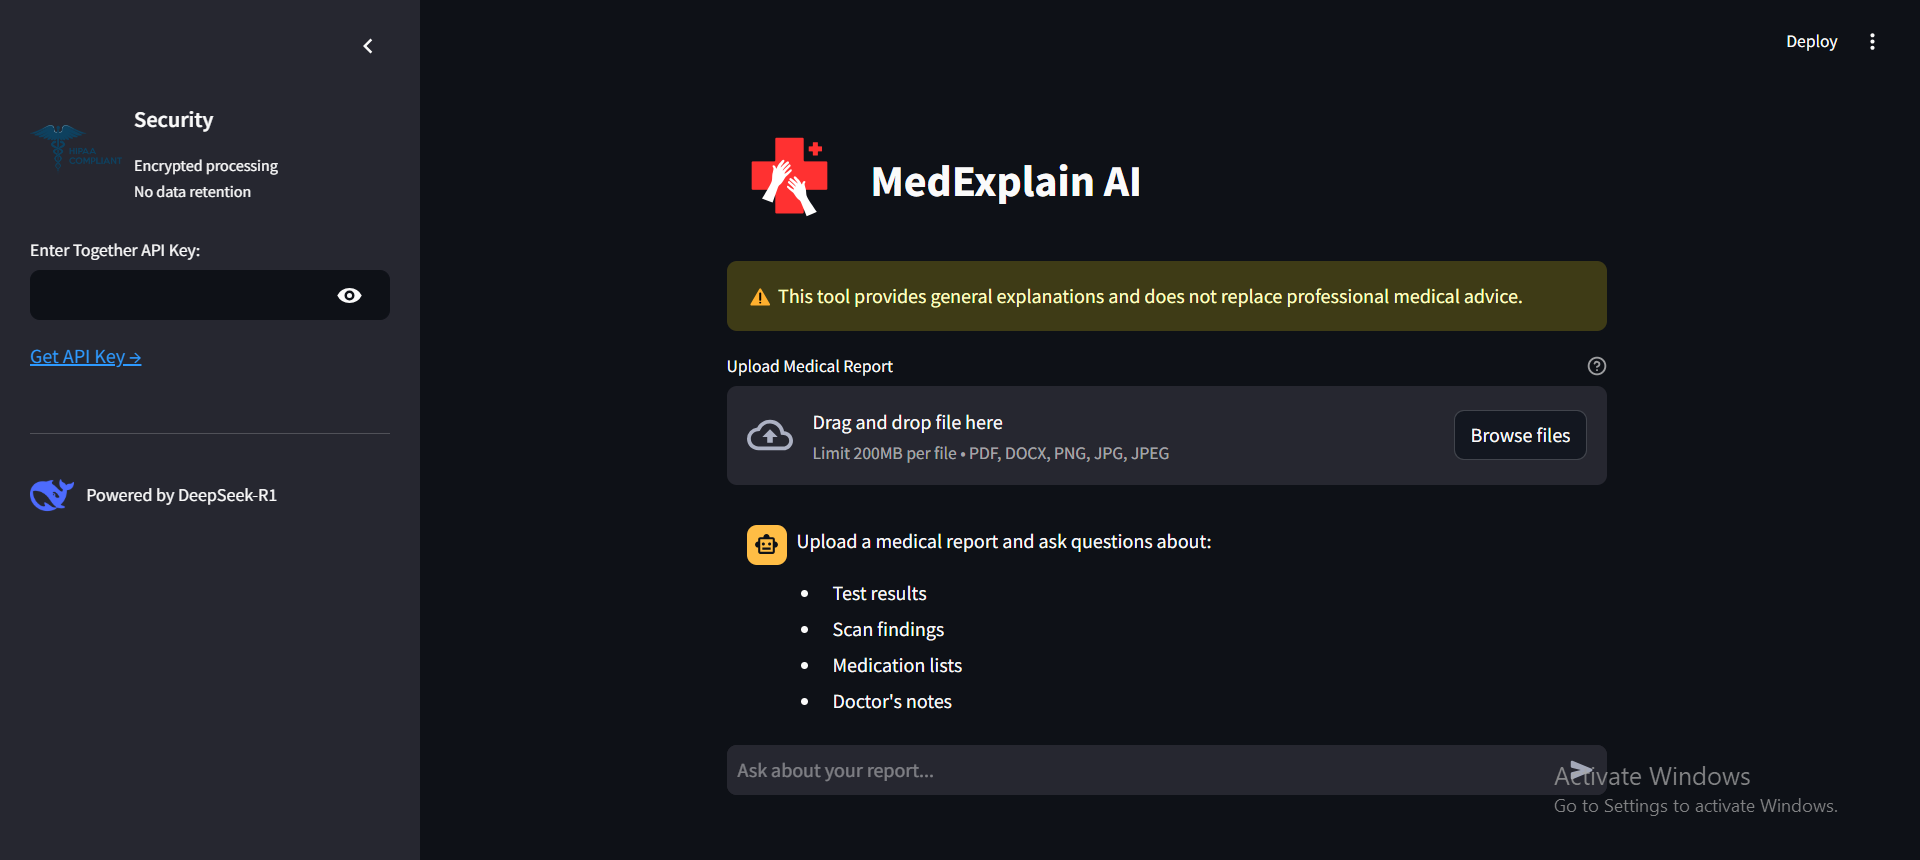 Deploy
Security
HIPAA
COMPLIANT
Encrypted processing
No data retention
Enter Together API Key:
Get API Key →
Powered by DeepSeek-R1
MedExplain AI
This tool provides general explanations and does not replace professional medical advice.
Upload Medical Report
Drag and drop file here
Limit 200MB per file • PDF, DOCX, PNG, JPG, JPEG
Browse files
Upload a medical report and ask questions about:
• Test results
• Scan findings
• Medication lists
• Doctor's notes
Ask about your report...
Activate Windows
Go to Settings to activate Windows.